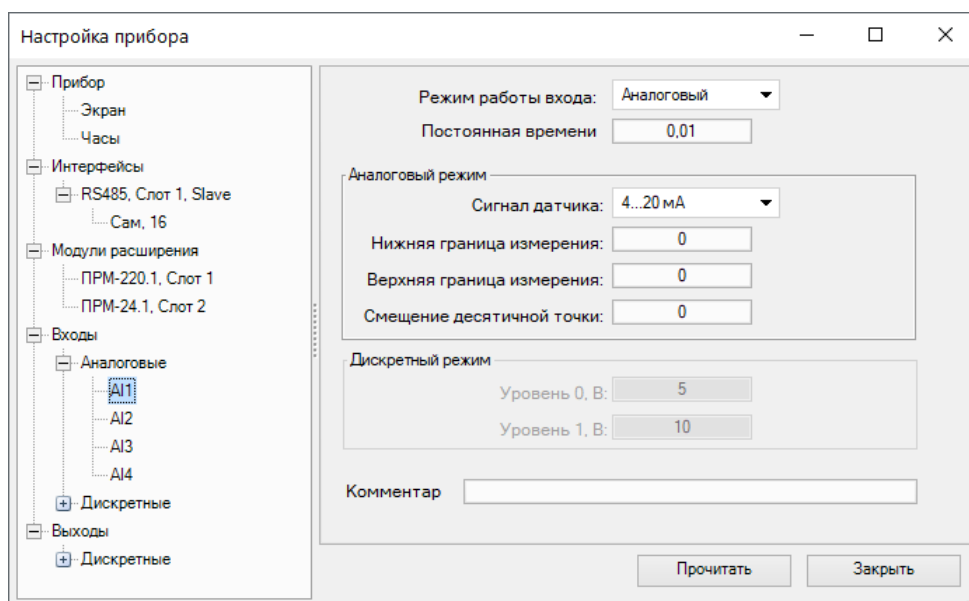 Настройка прибора
Прибор
Экран
Часы
Интерфейсы
RS485, Слот 1, Slave
Сам, 16
Модули расширения
ПРМ-220.1, Слот 1
ПРМ-24.1, Слот 2
Входы
Аналоговые
AI1
AI2
AI3
AI4
Дискретные
Выходы
Дискретные
Режим работы входа: Аналоговый
Постоянная времени 0,01
Аналоговый режим
Сигнал датчика: 4...20 мА
Нижняя граница измерения: 0
Верхняя граница измерения: 0
Смещение десятичной точки: 0
Дискретный режим
Уровень 0, В: 5
Уровень 1, В: 10
Комментар
Прочитать Закрыть